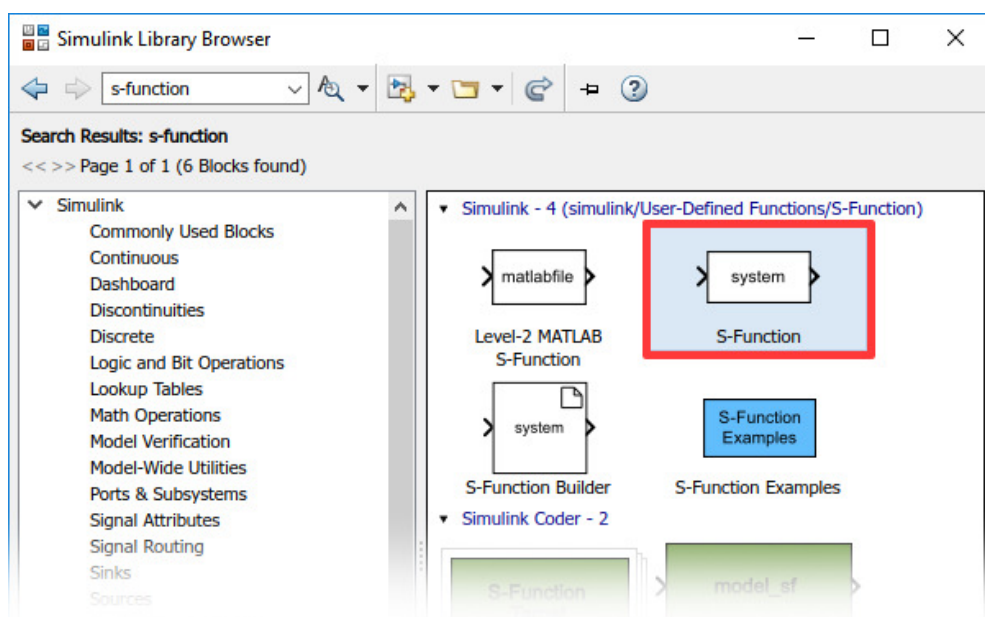 Simulink Library Browser
s-function
Search Results: s-function
<< >> Page 1 of 1 (6 Blocks found)
Simulink
Commonly Used Blocks
Continuous
Dashboard
Discontinuities
Discrete
Logic and Bit Operations
Lookup Tables
Math Operations
Model Verification
Model-Wide Utilities
Ports & Subsystems
Signal Attributes
Signal Routing
Sinks
Sources
Simulink - 4 (simulink/User-Defined Functions/S-Function)
matlabfile
Level-2 MATLAB
S-Function
system
S-Function
system
S-Function Builder
S-Function
Examples
S-Function Examples
Simulink Coder - 2
S-Function
model_sf